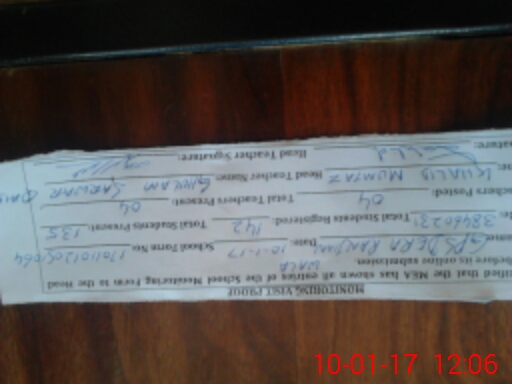 MONITORING VISIT PROOF
rtified that the MEA has shown all entries of the School Monitoring Form to the Head
before its online submission.
WALA
GPS DERA Date: 10-1-17 School Form No:
38460231 Total Students Registered: 142 Total Students Present: 135
achers Posted: 04 Total Teachers Present: 04
KHALID MUMTAZ Head Teacher Name: GHULAM SARWAR
Head Teacher Signature:
10-01-17 12:06